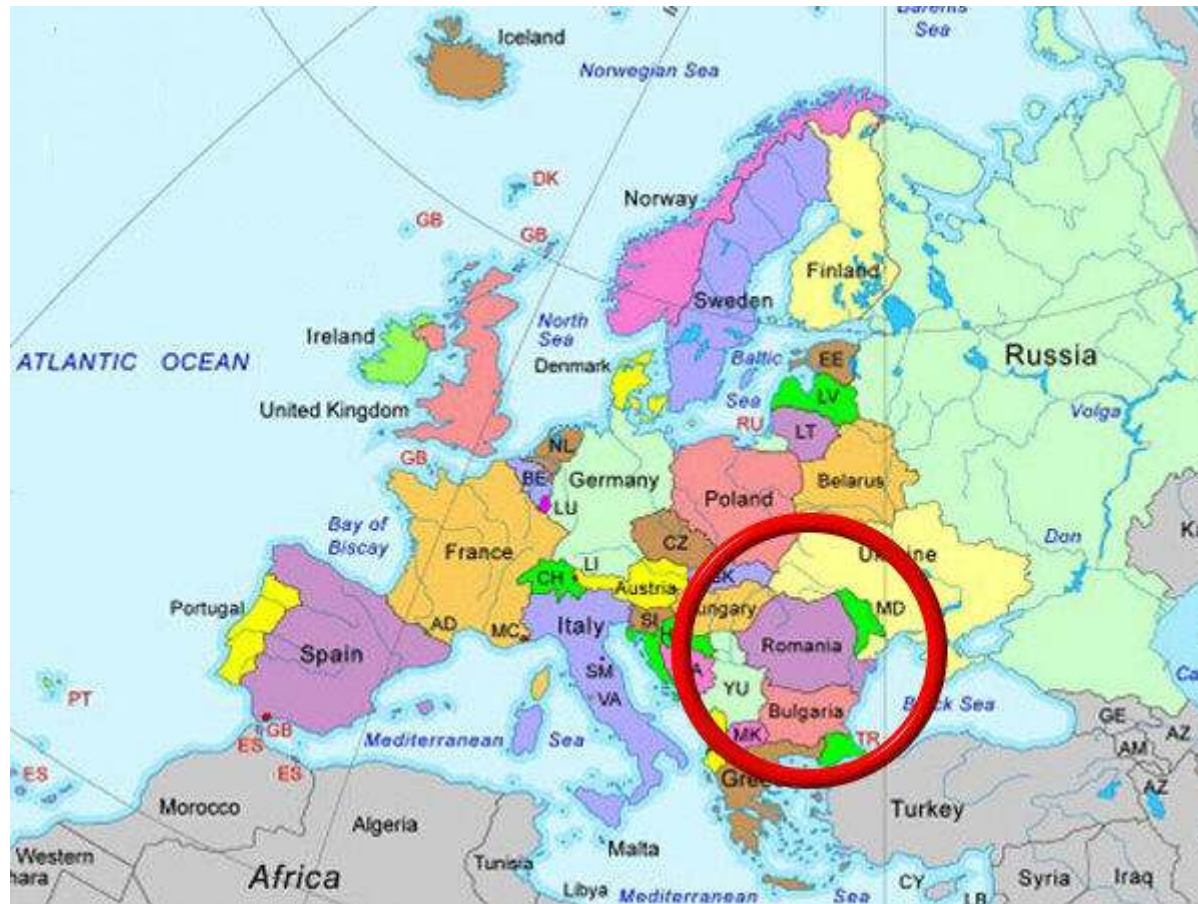 Barents
Sea
Iceland
Norwegian Sea
DK
Norway
GB
GB
Finland
Sweden
North
Sea
Ireland
ATLANTIC OCEAN
Denmark
Baltic
Sea
EE
Russia
LV
Volga
United Kingdom
RU
LT
GB
NL
BE
Germany
Poland
Belarus
LU
Bay of
Biscay
France
CZ
Ukraine
Don
CH
LI
Austria
SK
Hungary
MD
Portugal
AD
MC
Italy
SI
Romania
Spain
SM
VA
YU
PT
Bulgaria
Black Sea
GB
ES
ES
ES
Mediterranean Sea
MK
TR
GE
AZ
AM
AZ
Morocco
Algeria
Turkey
Western
hara
Africa
Tunisia
Malta
Libya
Mediterranean Sea
CY
LB
Syria
Iraq